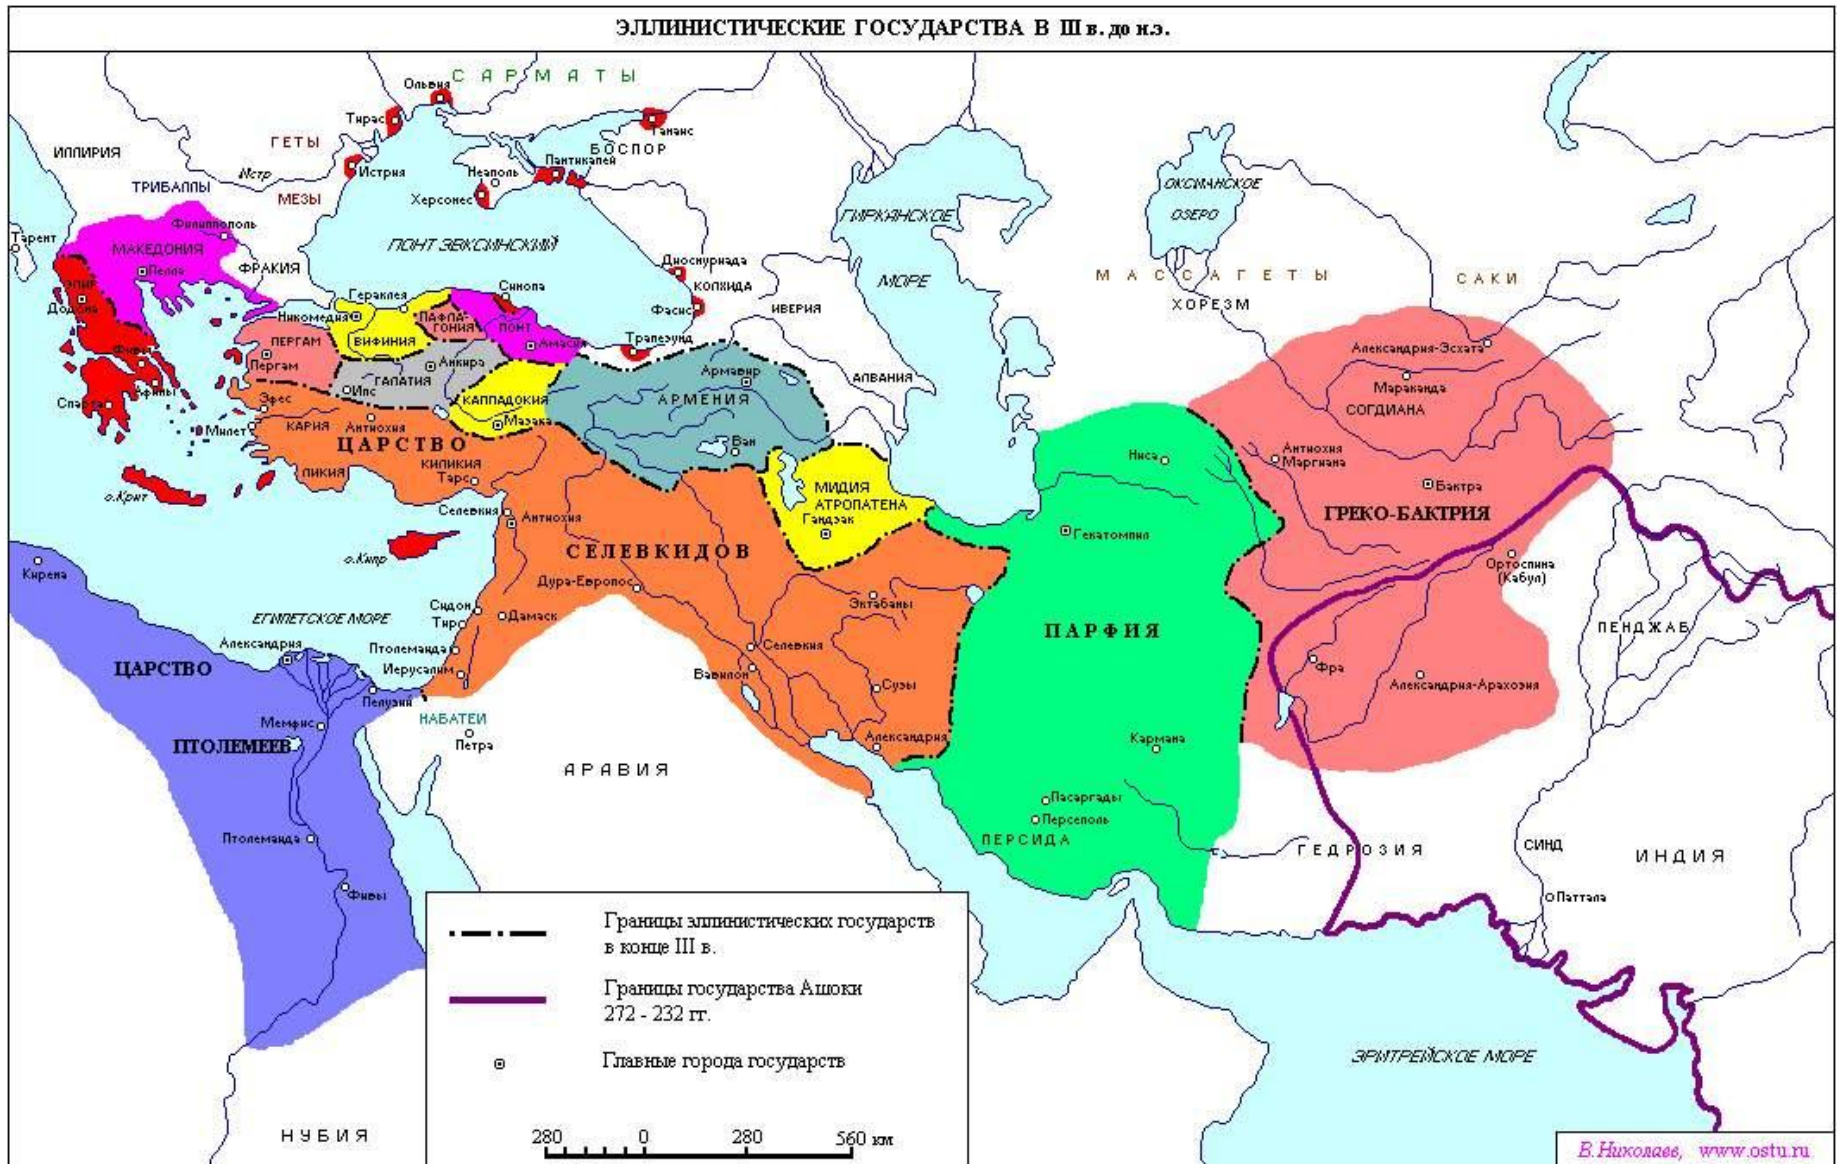 ЭЛЛИНИСТИЧЕСКИЕ ГОСУДАРСТВА В III в. до н.э.
САРМАТЫ
Ольвия
Тирас
Танаис
ГЕТЫ
БОСПОР
ИЛЛИРИЯ
Истр
Истрия
Неаполь
Пантикапей
ТРИБАЛЛЫ
МЕЗЫ
Херсонес
ОКСИАНСКОЕ
ОЗЕРО
ГИРКАНСКОЕ
МОРЕ
Филиппополь
Тарент
МАКЕДОНИЯ
Пелла
ФРАКИЯ
ПОНТ ЭВКСИНСКИЙ
Диоскуриада
КОЛХИДА
МАССАГЕТЫ
САКИ
ХОРЕЗМ
ЭПИР
Додона
Гераклея
Синопа
Никомедия
ПАФЛА-
ГОНИЯ
ПОНТ
Фасис
ИВЕРИЯ
ПЕРГАМ
ВИФИНИЯ
Амасия
Трапезунд
Фивы
Пергам
Анкира
Александрия-Эсхата
ГАЛАТИЯ
Армавир
АЛБАНИЯ
Мараканда
Афины
Ипс
Спарта
Эфес
КАППАДОКИЯ
АРМЕНИЯ
СОГДИАНА
Милет
КАРИЯ
Антиохия
Мазака
ЦАРСТВО
Ван
Ниса
Антиохия
Маргиана
ЛИКИЯ
КИЛИКИЯ
Тарс
МИДИЯ
АТРОПАТЕНА
Гандзак
Бактра
о.Крит
Селевкия
Антиохия
ГРЕКО-БАКТРИЯ
СЕЛЕВКИДОВ
Гекатомпил
о.Кипр
Кирена
Дура-Европос
Ортоспина
(Кабул)
Эктабаны
ЕГИПЕТСКОЕ МОРЕ
Сидон
Тир
Дамаск
ПАРФИЯ
ПЕНДЖАБ
Александрия
Птолемаида
Селевкия
ЦАРСТВО
Иерусалим
Вавилон
Сузы
Фра
Александрия-Арахозия
Пелузий
НАБАТЕИ
Мемфис
Петра
ПТОЛЕМЕЕВ
Александрия
Кармана
АРАВИЯ
Пасаргады
Персеполь
ПЕРСИДА
Птолемаида
ГЕДРОЗИЯ
СИНД
ИНДИЯ
Фивы
Паттала
Границы эллинистических государств
в конце III в.
Границы государства Ашоки
272 - 232 гг.
Главные города государств
ЭРИТРЕЙСКОЕ МОРЕ
НУБИЯ
280 0 280 560 км
В.Николаев, www.ostu.ru